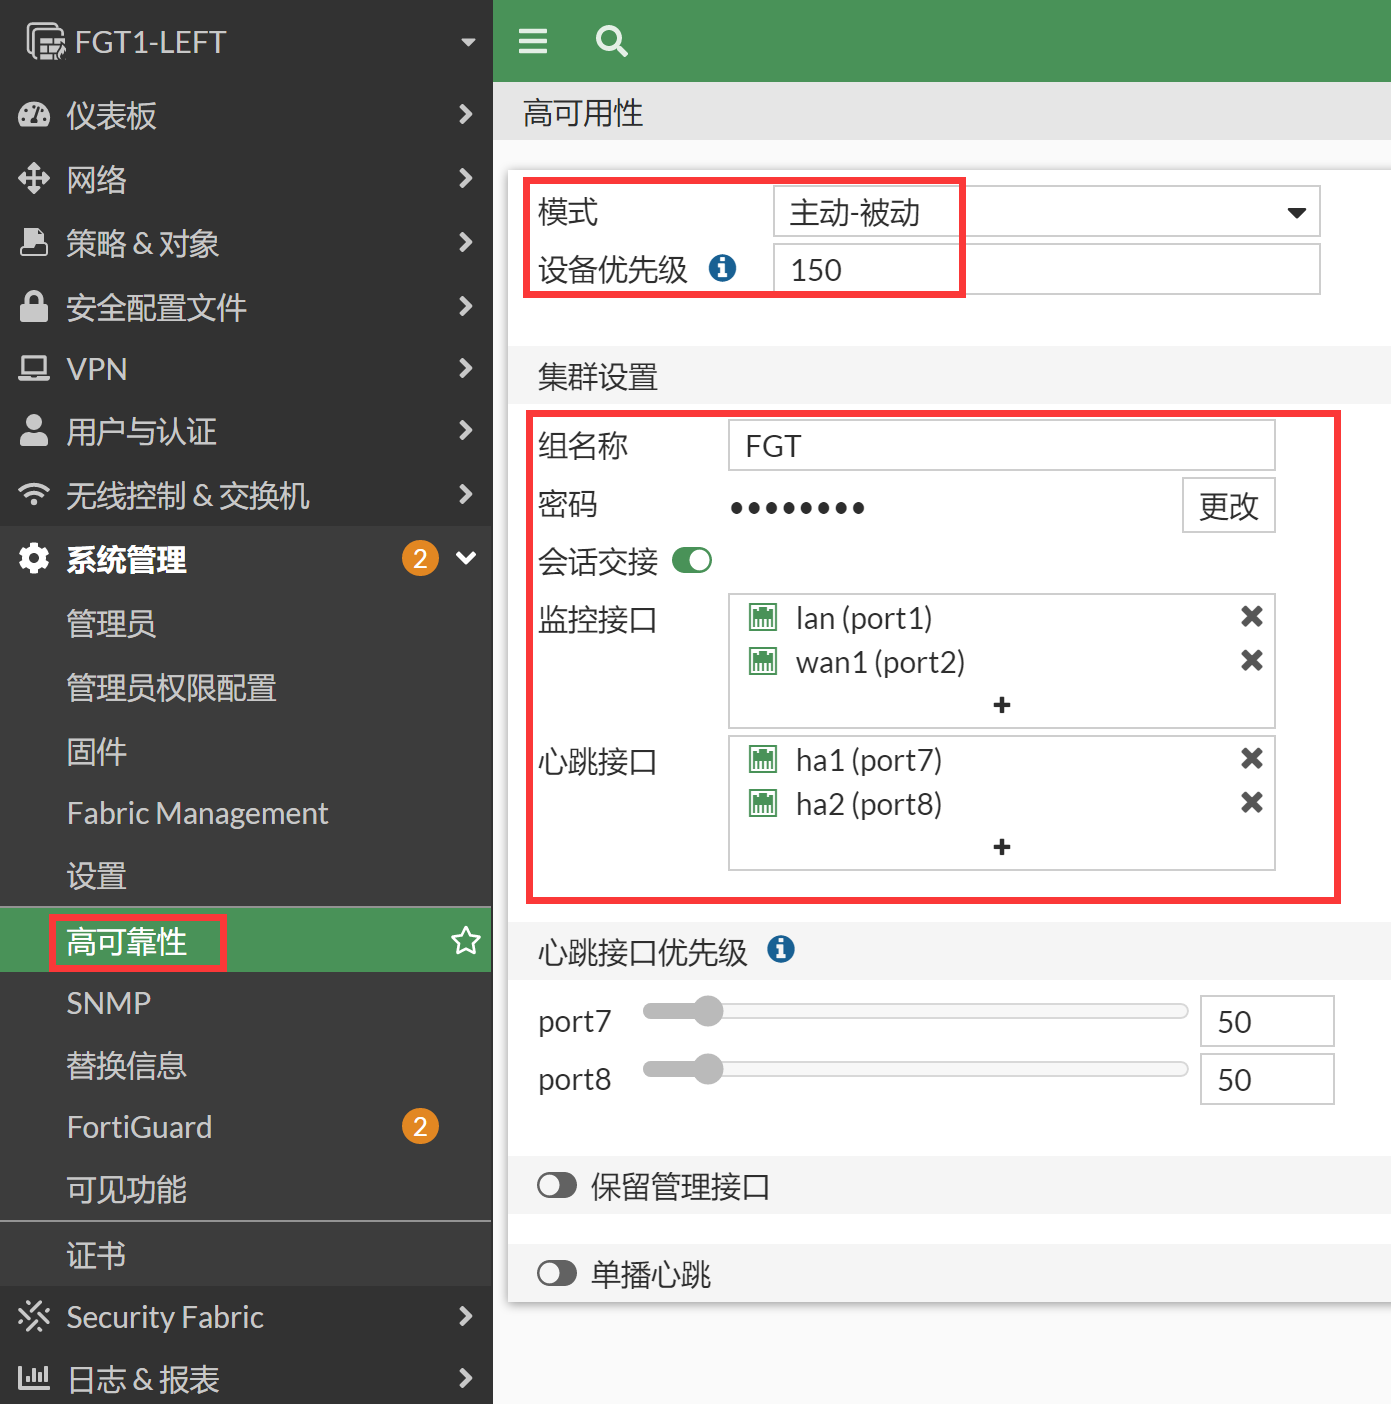 FGT1-LEFT
仪表板
网络
策略 & 对象
安全配置文件
VPN
用户与认证
无线控制 & 交换机
系统管理 2
管理员
管理员权限配置
固件
Fabric Management
设置
高可靠性
SNMP
替换信息
FortiGuard 2
可见功能
证书
Security Fabric
日志 & 报表
高可用性
模式 主动-被动
设备优先级 150
集群设置
组名称 FGT
密码 •••••••• 更改
会话交接
监控接口 lan (port1)
wan1 (port2)
心跳接口 ha1 (port7)
ha2 (port8)
心跳接口优先级
port7 50
port8 50
保留管理接口
单播心跳